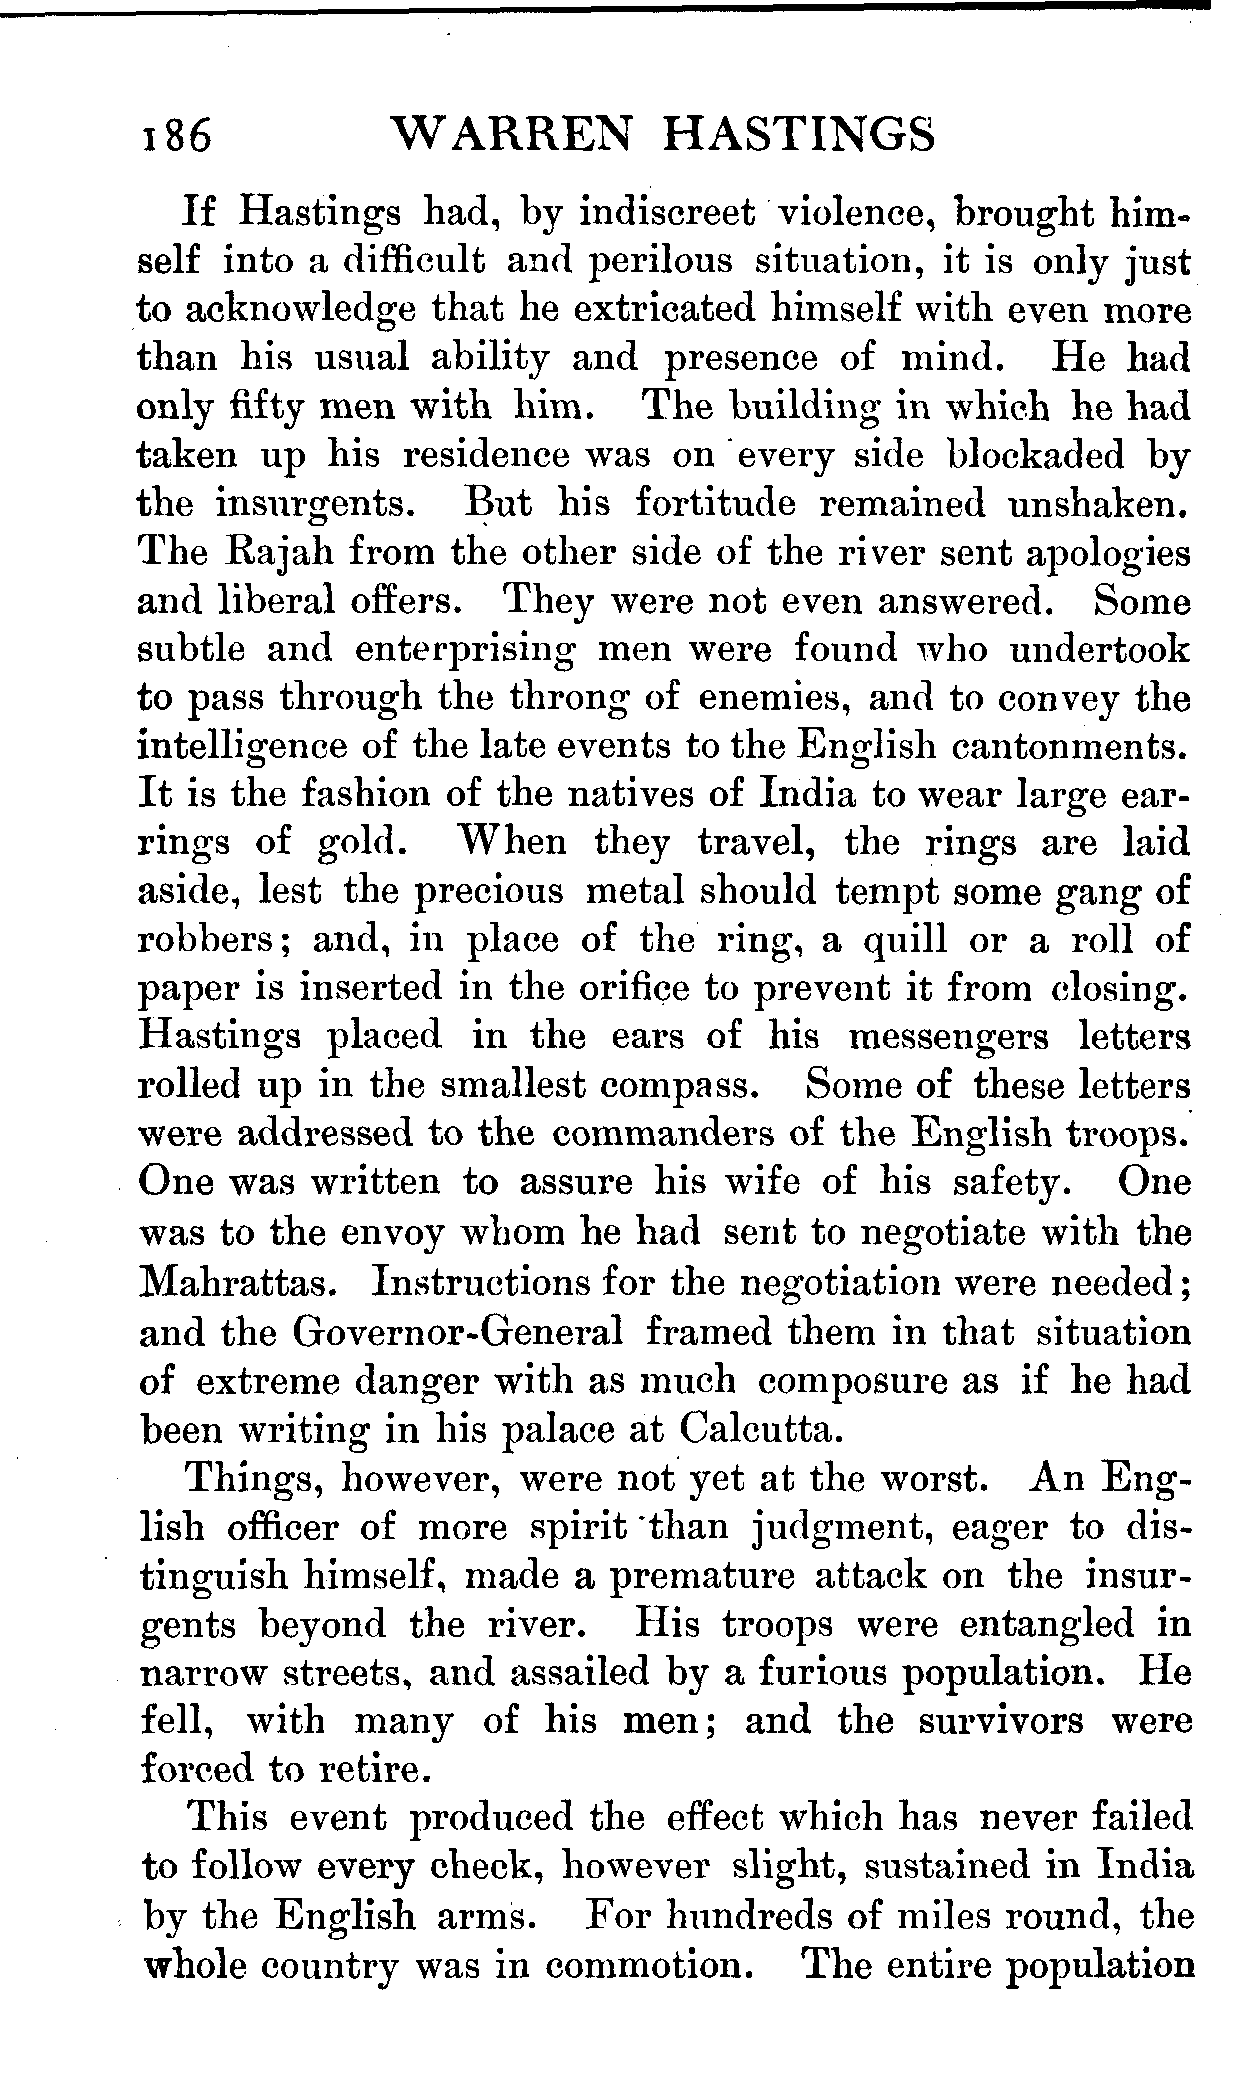 186 WARREN HASTINGS
If Hastings had, by indiscreet violence, brought him-
self into a difficult and perilous situation, it is only just
to acknowledge that he extricated himself with even more
than his usual ability and presence of mind. He had
only fifty men with him. The building in which he had
taken up his residence was on every side blockaded by
the insurgents. But his fortitude remained unshaken.
The Rajah from the other side of the river sent apologies
and liberal offers. They were not even answered. Some
subtle and enterprising men were found who undertook
to pass through the throng of enemies, and to convey the
intelligence of the late events to the English cantonments.
It is the fashion of the natives of India to wear large ear-
rings of gold. When they travel, the rings are laid
aside, lest the precious metal should tempt some gang of
robbers; and, in place of the ring, a quill or a roll of
paper is inserted in the orifice to prevent it from closing.
Hastings placed in the ears of his messengers letters
rolled up in the smallest compass. Some of these letters
were addressed to the commanders of the English troops.
One was written to assure his wife of his safety. One
was to the envoy whom he had sent to negotiate with the
Mahrattas. Instructions for the negotiation were needed;
and the Governor-General framed them in that situation
of extreme danger with as much composure as if he had
been writing in his palace at Calcutta.
Things, however, were not yet at the worst. An Eng-
lish officer of more spirit than judgment, eager to dis-
tinguish himself, made a premature attack on the insur-
gents beyond the river. His troops were entangled in
narrow streets, and assailed by a furious population. He
fell, with many of his men; and the survivors were
forced to retire.
This event produced the effect which has never failed
to follow every check, however slight, sustained in India
by the English arms. For hundreds of miles round, the
whole country was in commotion. The entire population